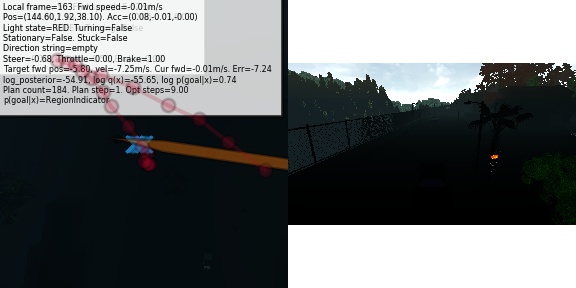 Local frame=163. Fwd speed=-0.01m/s
Pos=(144.60,1.92,38.10). Acc=(0.08;-0.01,-0.00)
Light state=RED. Turning=False
Stationary=False. Stuck=False
Direction string=empty
Steer=-0.68, Throttle=0.00, Brake=1.00
Target fwd pos=-5.80, vel=-7.25m/s. Cur fwd=-0.01m/s. Err=-7.24
log_posterior=-54.91, log q(x)=-55.65, log p(goal|x)=0.74
Plan count=184. Plan step=1. Opt steps=9.00
p(goal|x)=RegionIndicator